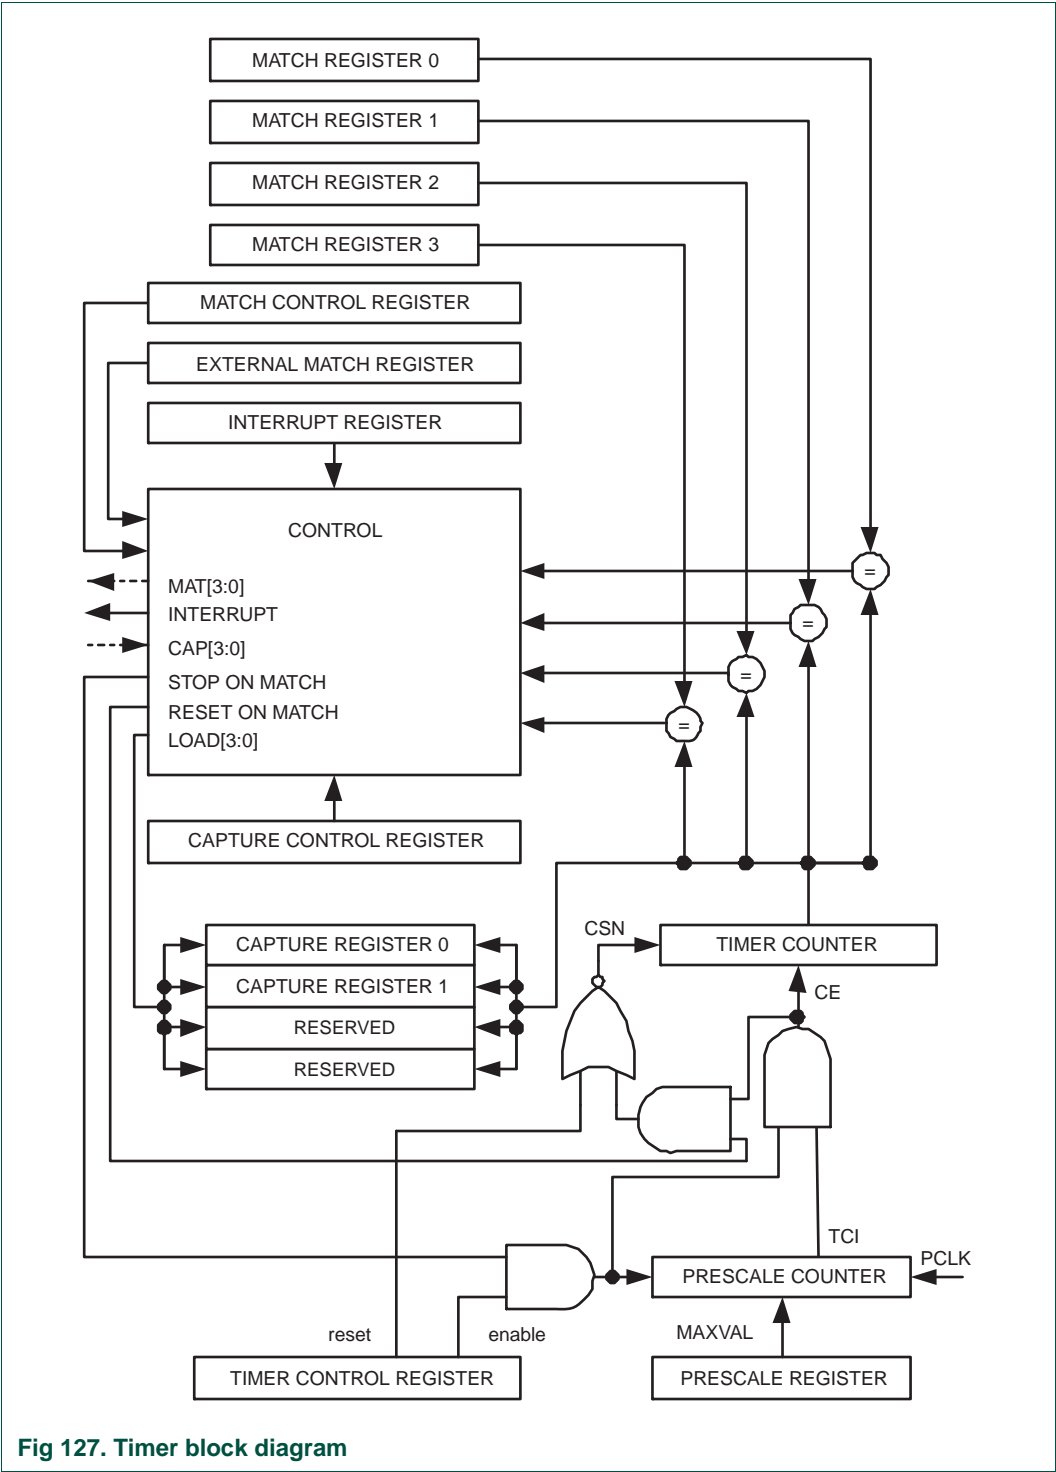 MATCH REGISTER 0
MATCH REGISTER 1
MATCH REGISTER 2
MATCH REGISTER 3
MATCH CONTROL REGISTER
EXTERNAL MATCH REGISTER
INTERRUPT REGISTER
CONTROL
=
=
=
=
MAT[3:0]
INTERRUPT
CAP[3:0]
STOP ON MATCH
RESET ON MATCH
LOAD[3:0]
CAPTURE CONTROL REGISTER
CSN
CAPTURE REGISTER 0
TIMER COUNTER
CAPTURE REGISTER 1
CE
RESERVED
RESERVED
TCI
PCLK
PRESCALE COUNTER
reset
enable
MAXVAL
TIMER CONTROL REGISTER
PRESCALE REGISTER
Fig 127. Timer block diagram